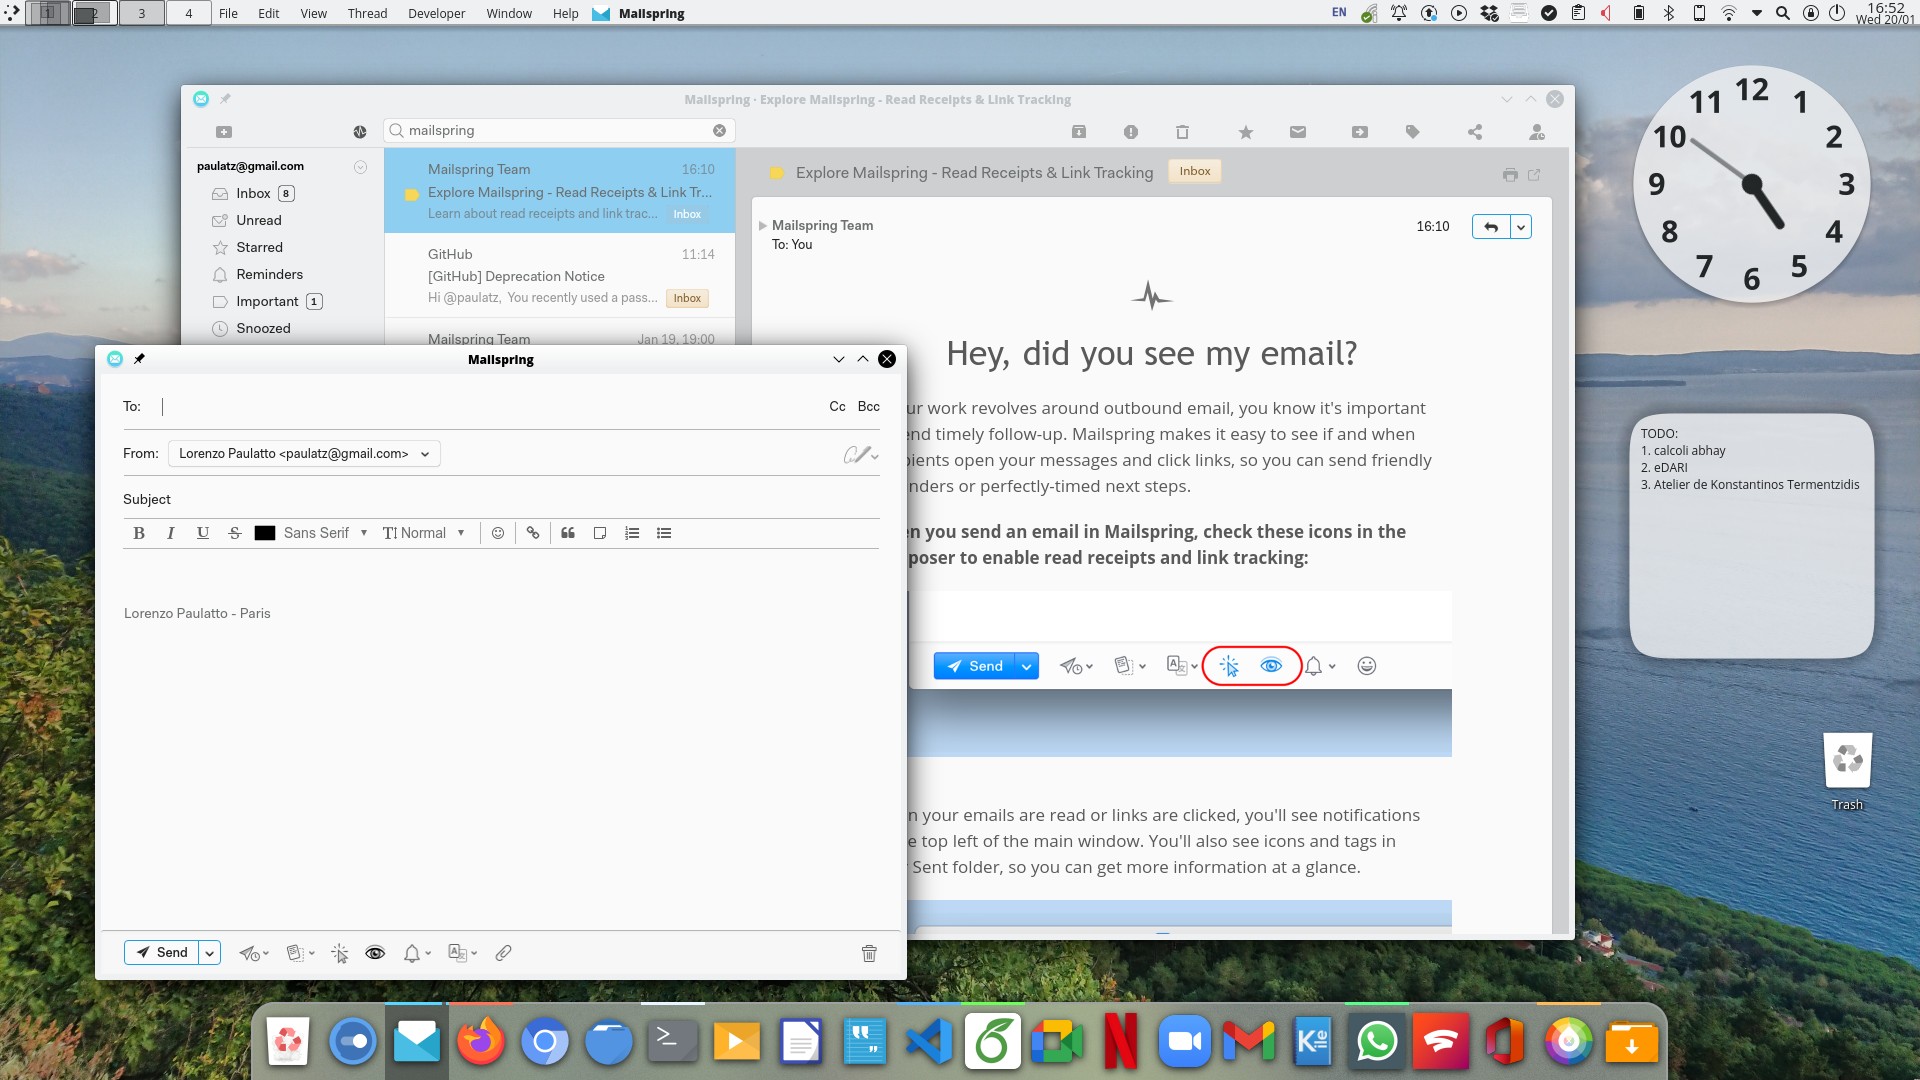 1 2 3 4 File Edit View Thread Developer Window Help Mailspring EN 16:52
Wed 20/01
Mailspring · Explore Mailspring - Read Receipts & Link Tracking
mailspring
paulatz@gmail.com
Inbox 8
Unread
Starred
Reminders
Important 1
Snoozed
Mailspring Team 16:10
Explore Mailspring - Read Receipts & Link Tr...
Learn about read receipts and link trac... Inbox
GitHub 11:14
[GitHub] Deprecation Notice
Hi @paulatz, You recently used a pass... Inbox
Mailspring Team Jan 19, 19:00
Explore Mailspring - Read Receipts & Link Tracking Inbox
Mailspring Team 16:10
To: You
Hey, did you see my email?
ur work revolves around outbound email, you know it's important
end timely follow-up. Mailspring makes it easy to see if and when
pients open your messages and click links, so you can send friendly
nders or perfectly-timed next steps.
n you send an email in Mailspring, check these icons in the
poser to enable read receipts and link tracking:
Send
n your emails are read or links are clicked, you'll see notifications
e top left of the main window. You'll also see icons and tags in
Sent folder, so you can get more information at a glance.
Mailspring
To: Cc Bcc
From: Lorenzo Paulatto <paulatz@gmail.com>
Subject
B I U S Sans Serif Normal
Lorenzo Paulatto - Paris
Send
12
1
2
3
4
5
6
7
8
9
10
11
TODO:
1. calcoli abhay
2. eDARI
3. Atelier de Konstantinos Termentzidis
Trash
N
Kile